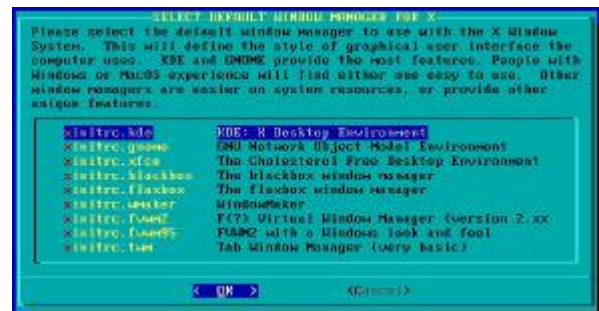 SELECT DEFAULT WINDOW MANAGER FOR X
Please select the default window manager to use with the X Window
System. This will define the style of graphical user interface the
computer uses. KDE and GNOME provide the most features. People with
Windows or MacOS experience will find either one easy to use. Other
window managers are easier on system resources, or provide other
unique features.
xinitrc.kde KDE: K Desktop Environment
xinitrc.gnome GNU Network Object Model Environment
xinitrc.xfce The Cholesterol Free Desktop Environment
xinitrc.blackbox The blackbox window manager
xinitrc.fluxbox The fluxbox window manager
xinitrc.wmaker WindowMaker
xinitrc.fvwm2 F(?) Virtual Window Manager (version 2.xx
xinitrc.fvwm95 FVWM2 with a Windows look and feel
xinitrc.twm Tab Window Manager (very basic)
< OK > <Cancel>